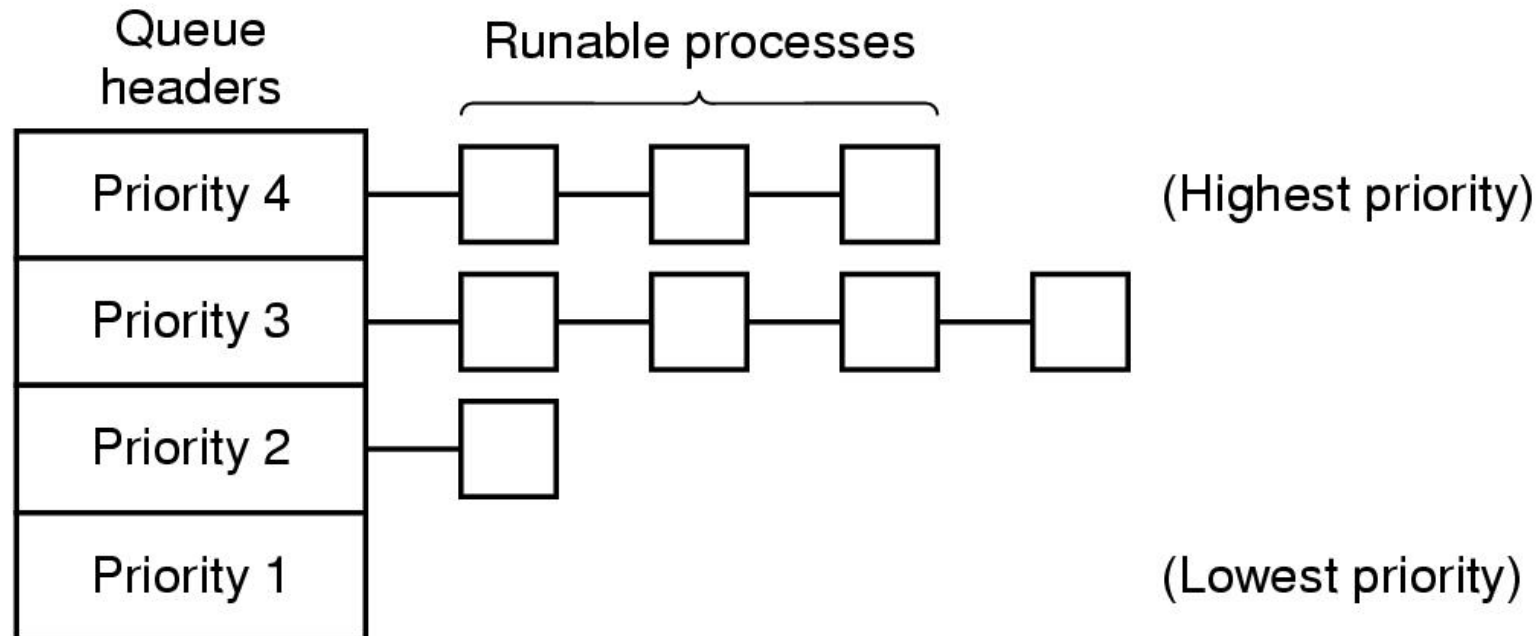 Queue
headers
Runable processes
Priority 4
(Highest priority)
Priority 3
Priority 2
Priority 1
(Lowest priority)